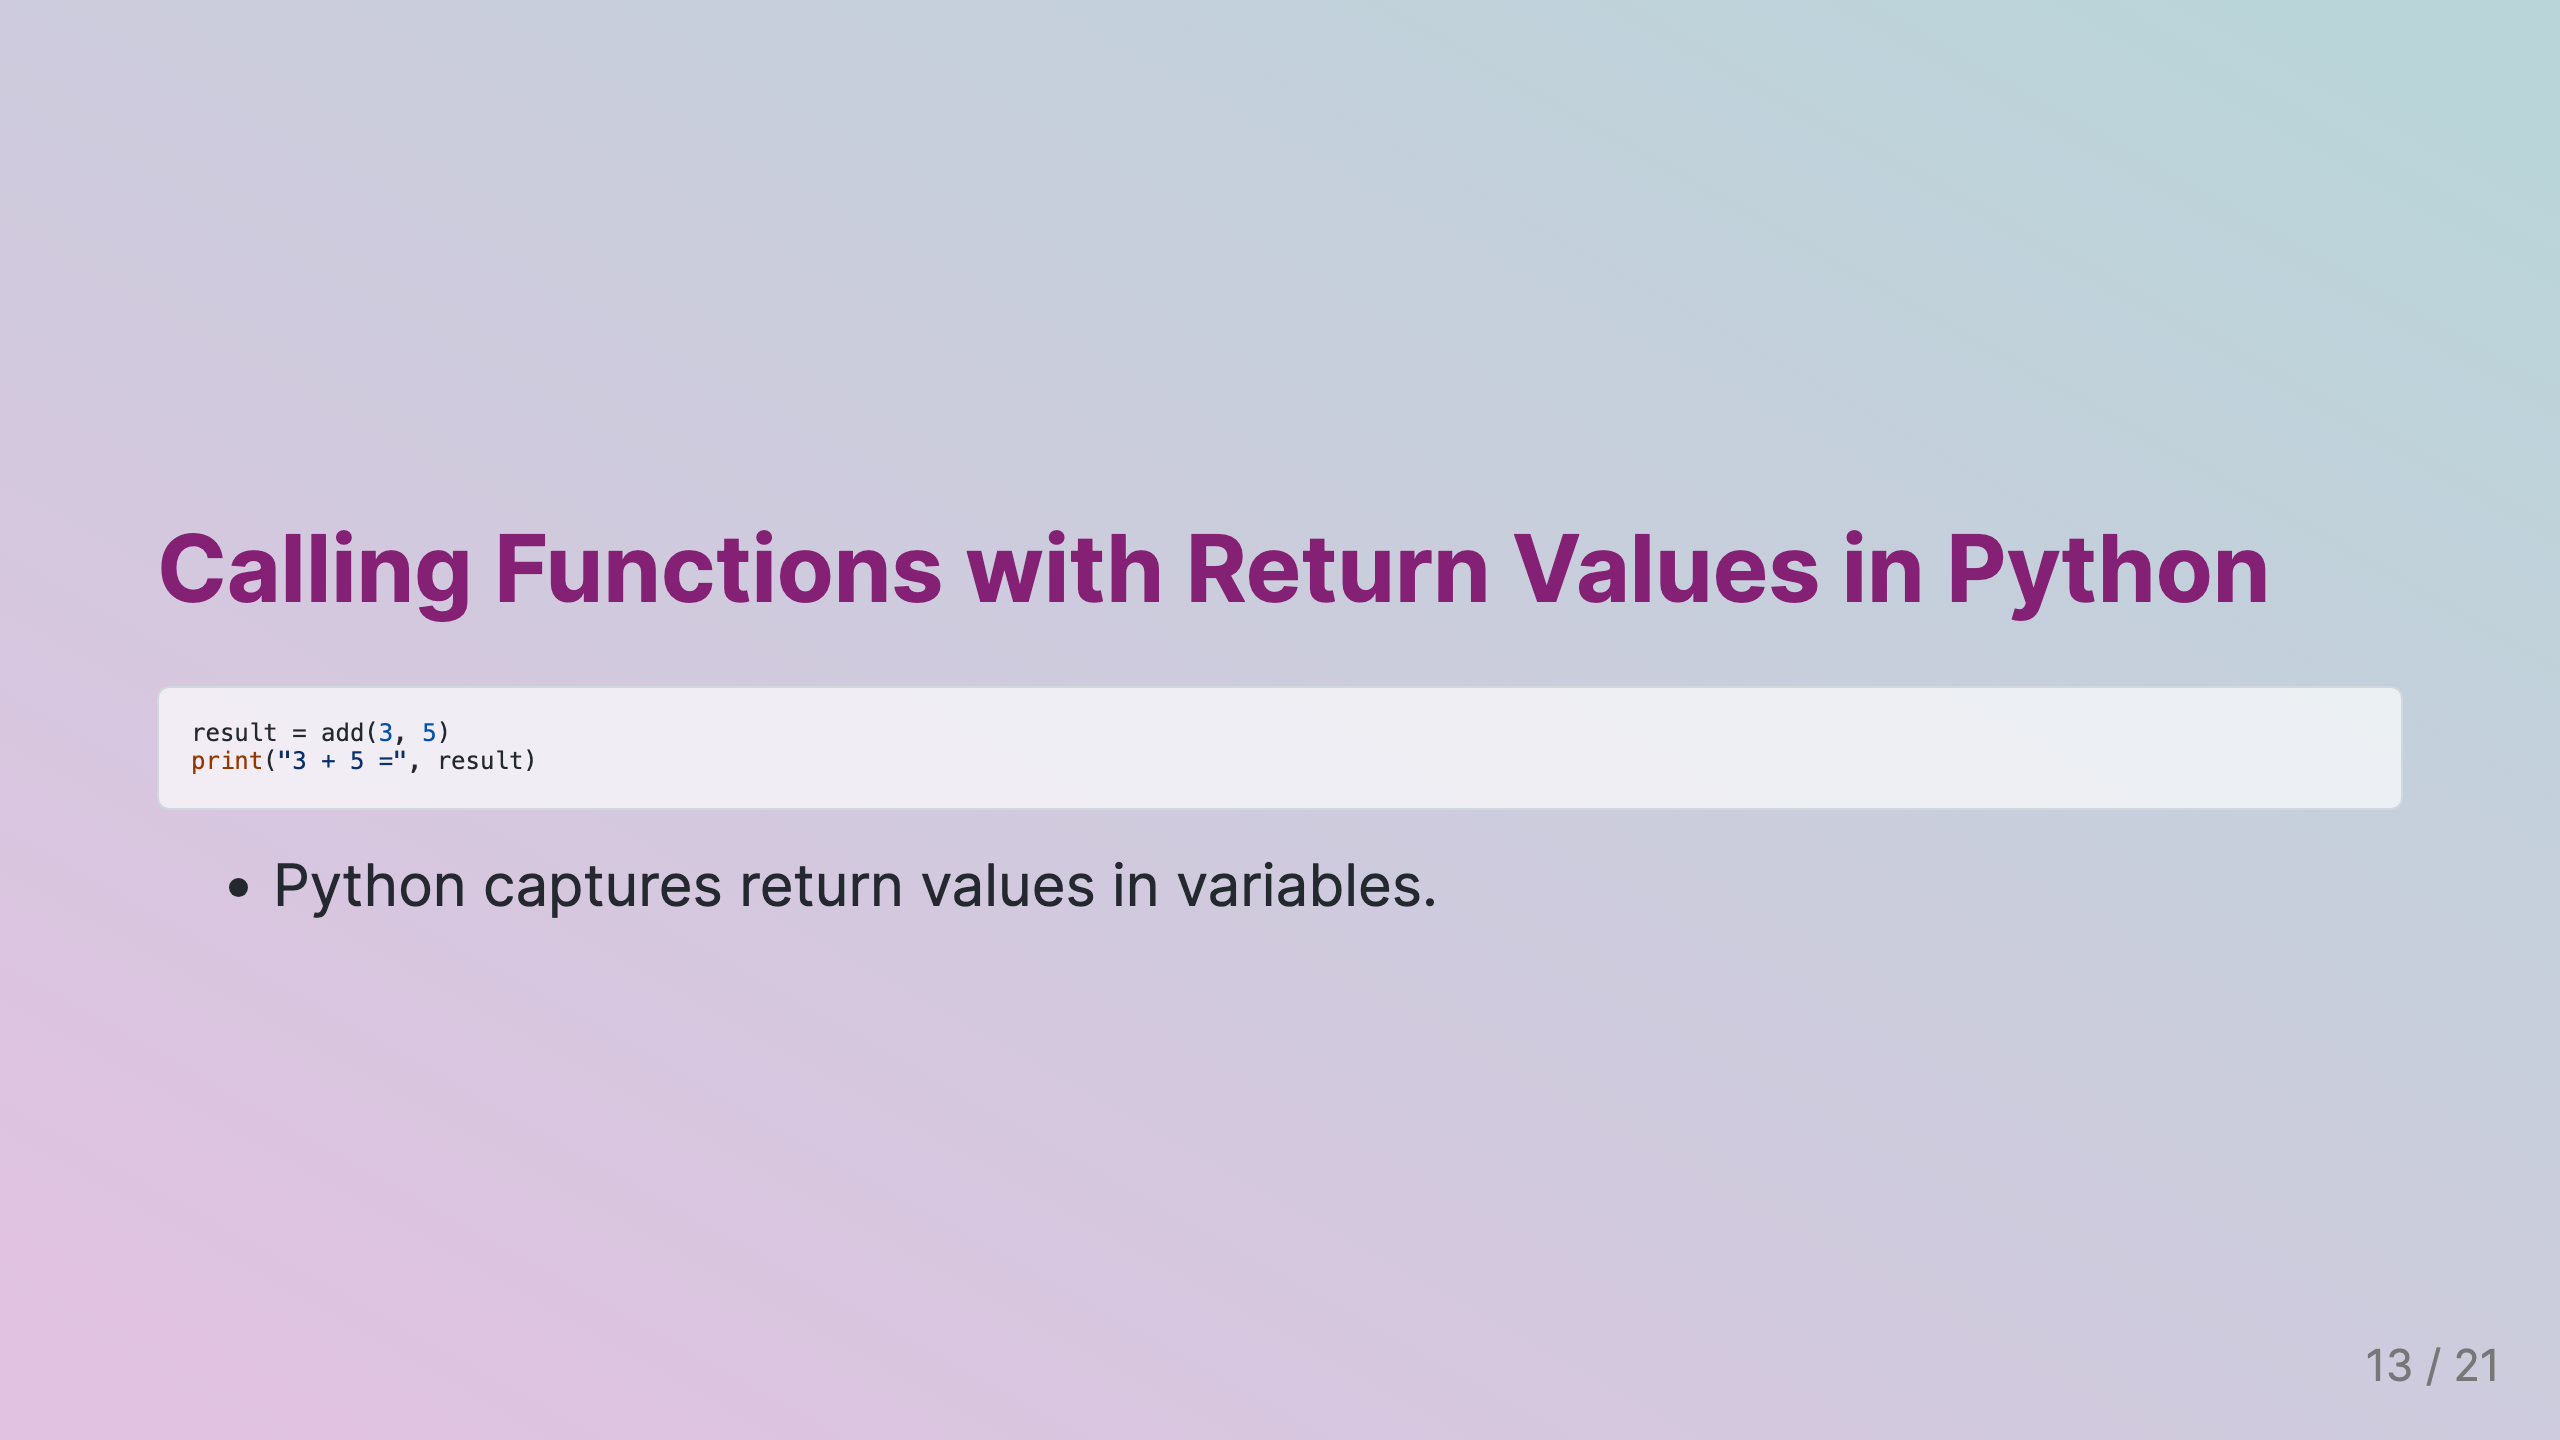 Calling Functions with Return Values in Python
result = add(3, 5)
print("3 + 5 =", result)
• Python captures return values in variables.
13 / 21